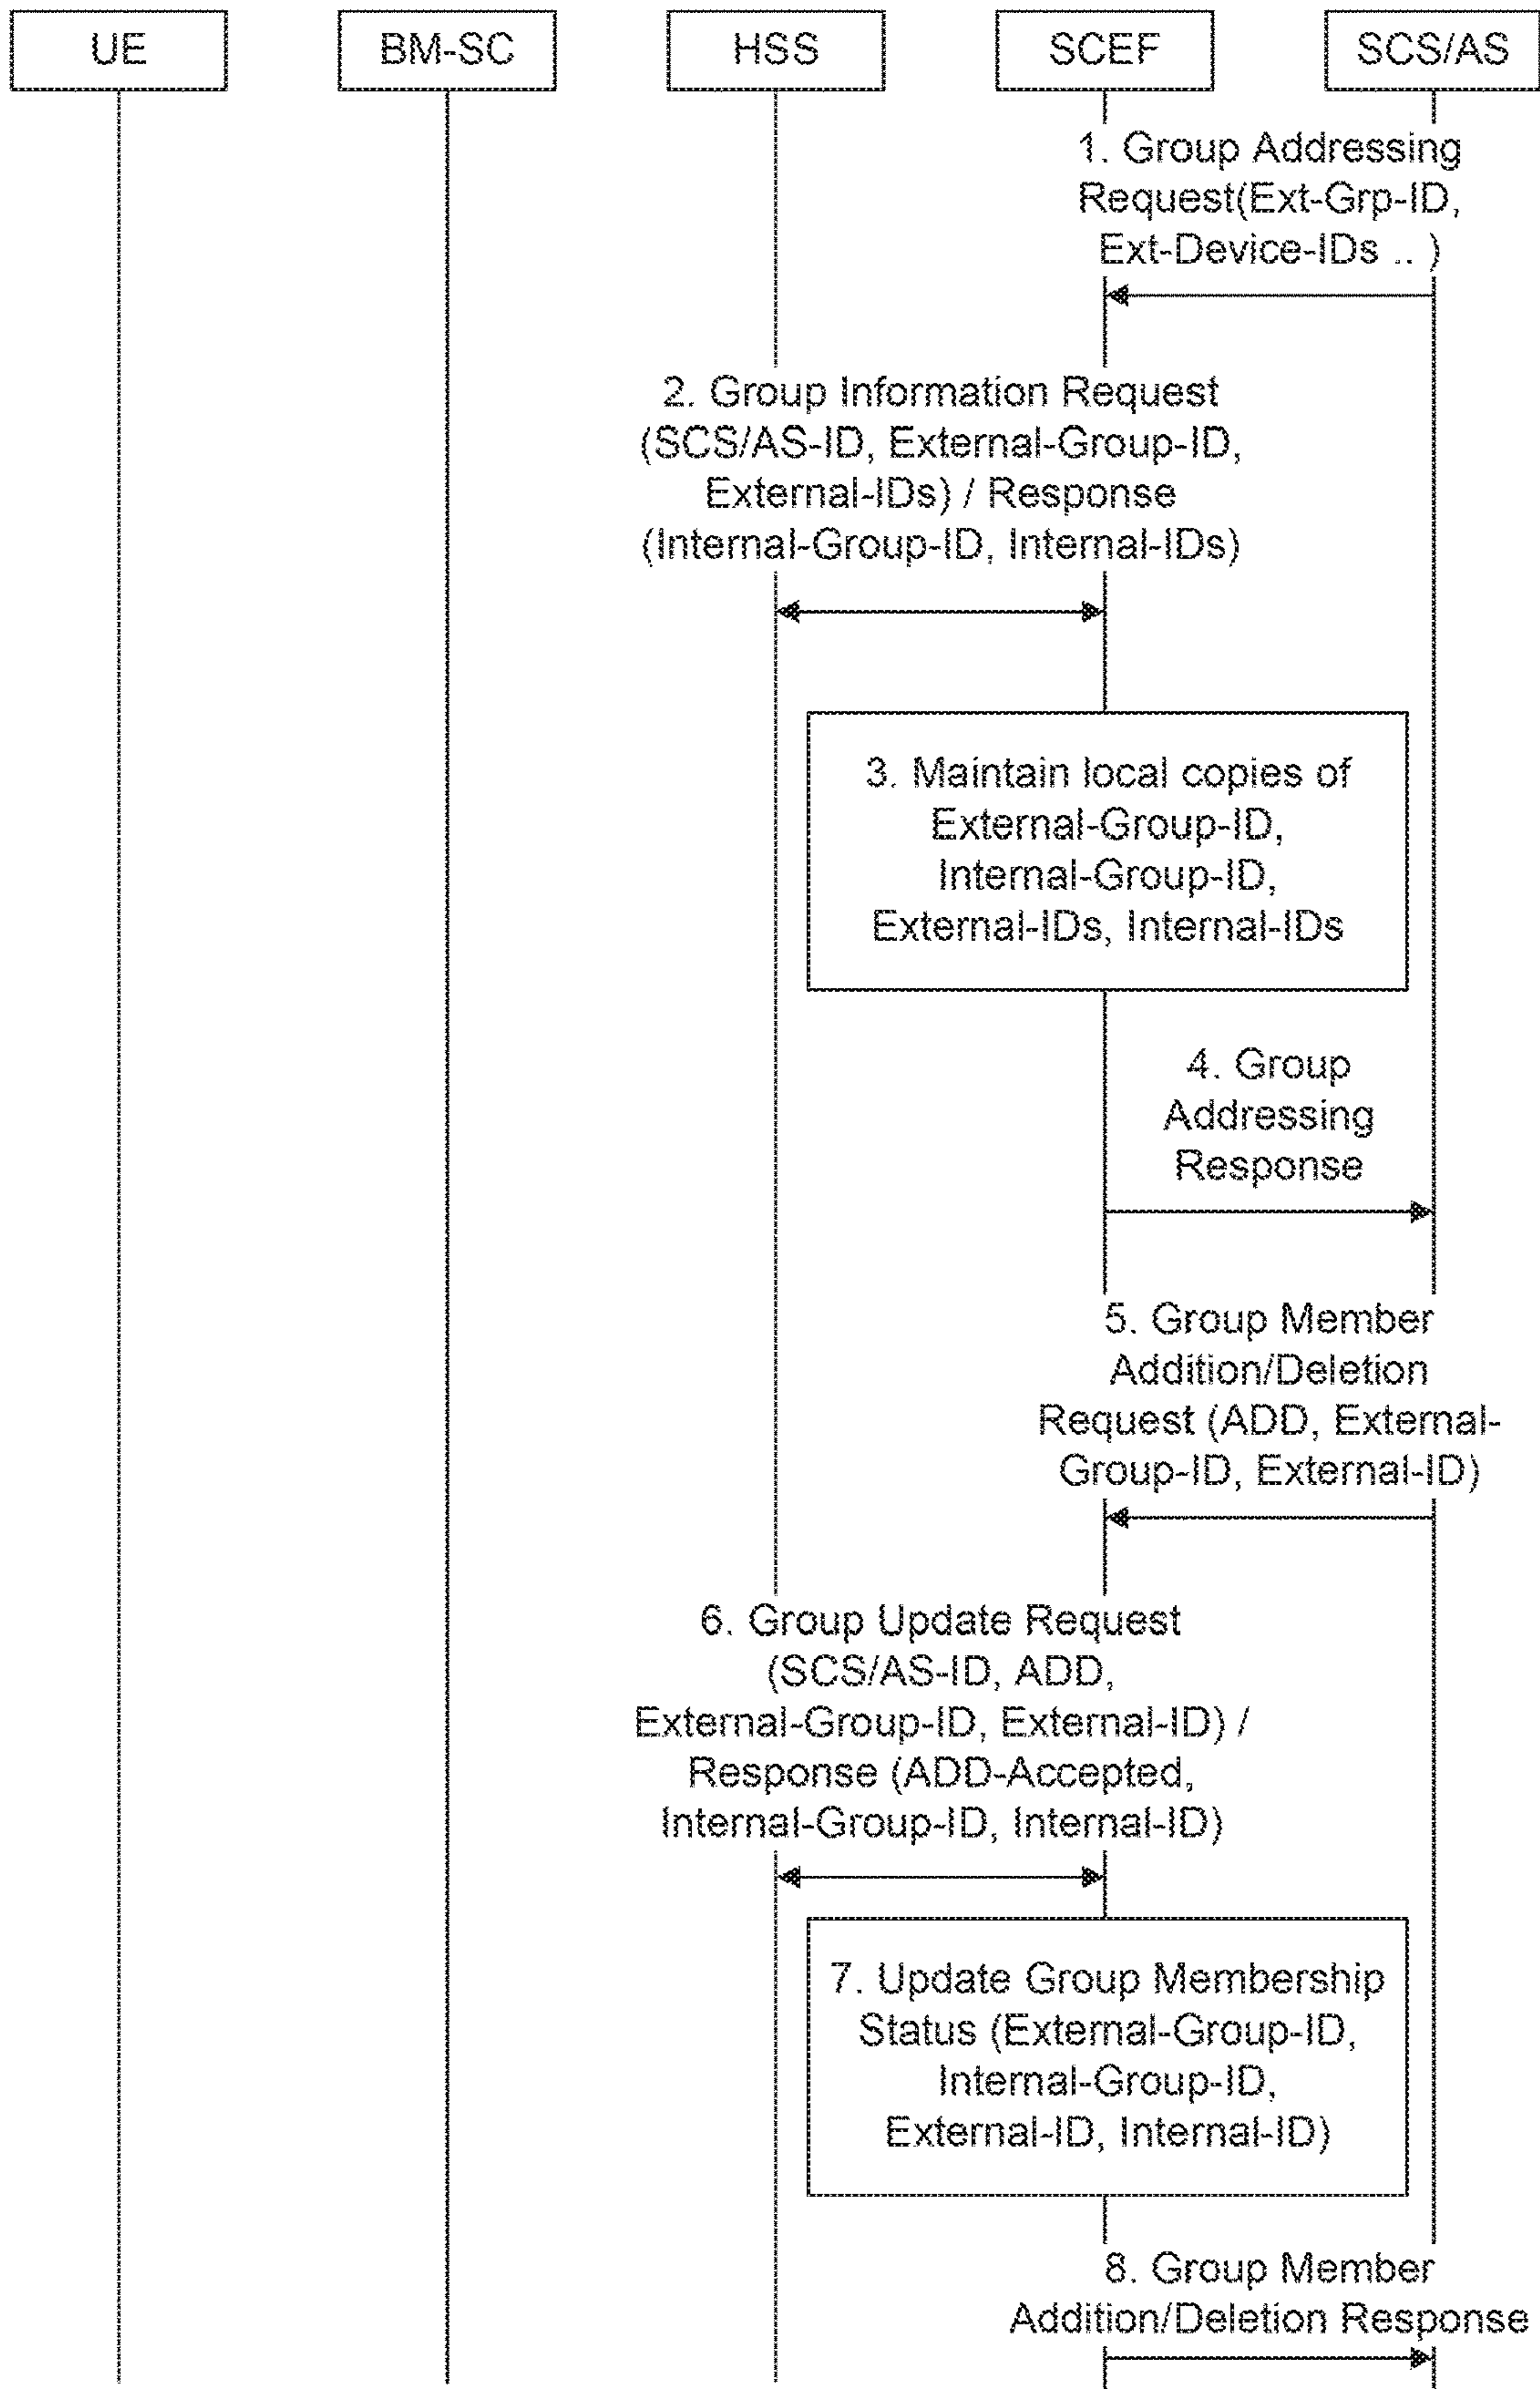 UE
BM-SC
HSS
SCEF
SCS/AS
1. Group Addressing
Request(Ext-Grp-ID,
Ext-Device-IDs .. )
2. Group Information Request
(SCS/AS-ID, External-Group-ID,
External-IDs) / Response
(Internal-Group-ID, Internal-IDs)
3. Maintain local copies of
External-Group-ID,
Internal-Group-ID,
External-IDs, Internal-IDs
4. Group
Addressing
Response
5. Group Member
Addition/Deletion
Request (ADD, External-
Group-ID, External-ID)
6. Group Update Request
(SCS/AS-ID, ADD,
External-Group-ID, External-ID) /
Response (ADD-Accepted,
Internal-Group-ID, Internal-ID)
7. Update Group Membership
Status (External-Group-ID,
Internal-Group-ID,
External-ID, Internal-ID)
8. Group Member
Addition/Deletion Response